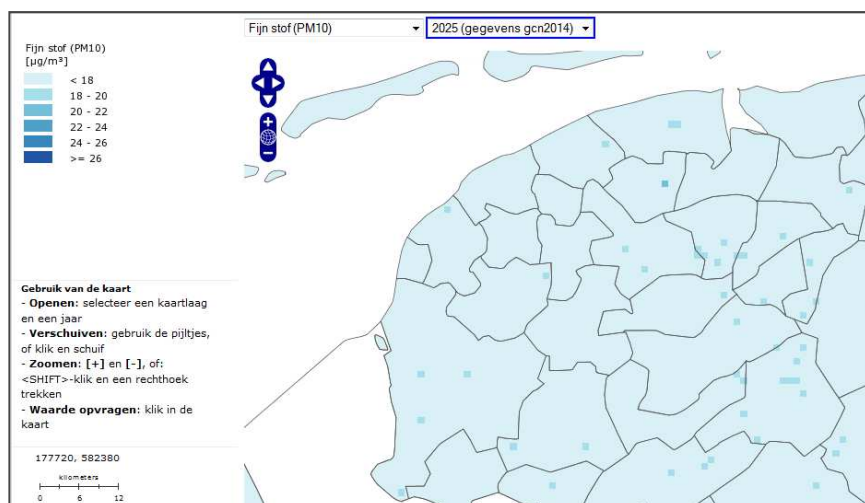 Fijn stof (PM10)
2025 (gegevens gcn2014)
Fijn stof (PM10)
[µg/m³]
< 18
18 - 20
20 - 22
22 - 24
24 - 26
>= 26
Gebruik van de kaart
- Openen: selecteer een kaartlaag
en een jaar
- Verschuiven: gebruik de pijltjes,
of klik en schuif
- Zoomen: [+] en [-], of:
<SHIFT>-klik en een rechthoek
trekken
- Waarde opvragen: klik in de
kaart
177720, 582380
kilometers
0 6 12